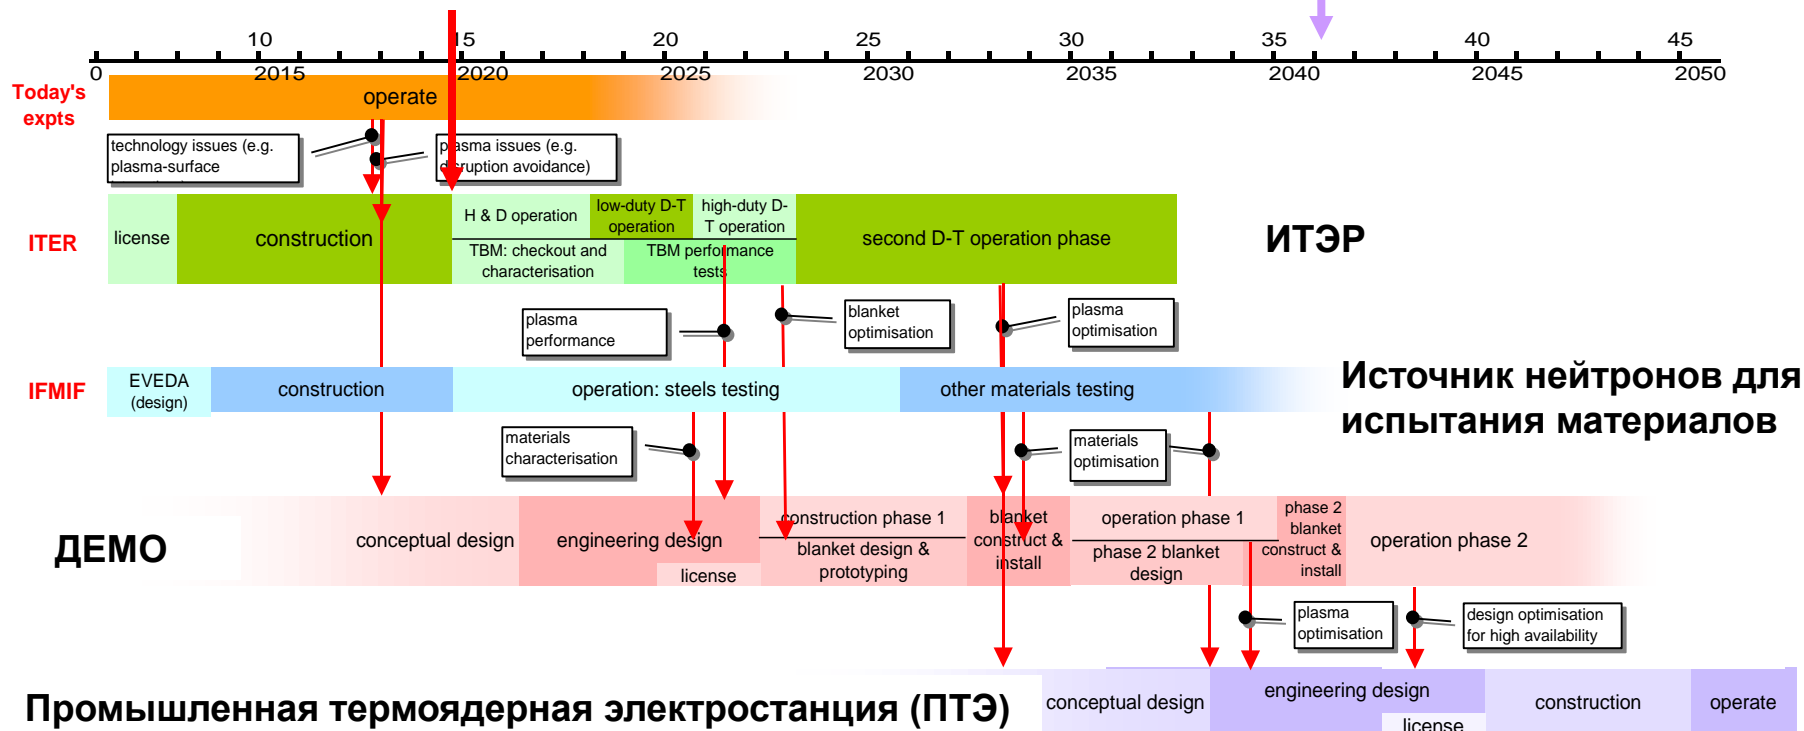 10 15 20 25 30 35 40 45
0 2015 2020 2025 2030 2035 2040 2045 2050
Today's
expts
operate
technology issues (e.g.
plasma-surface
plasma issues (e.g.
disruption avoidance)
ITER
license
construction
H & D operation
low-duty D-T
operation
high-duty D-
T operation
TBM: checkout and
characterisation
TBM performance
tests
second D-T operation phase
ИТЭР
plasma
performance
blanket
optimisation
plasma
optimisation
IFMIF
EVEDA
(design)
construction
operation: steels testing
other materials testing
Источник нейтронов для
испытания материалов
materials
characterisation
materials
optimisation
ДЕМО
conceptual design
engineering design
license
construction phase 1
blanket design &
prototyping
blanket
construct &
install
operation phase 1
phase 2 blanket
design
phase 2
blanket
construct &
install
operation phase 2
plasma
optimisation
design optimisation
for high availability
Промышленная термоядерная электростанция (ПТЭ)
conceptual design
engineering design
license
construction
operate